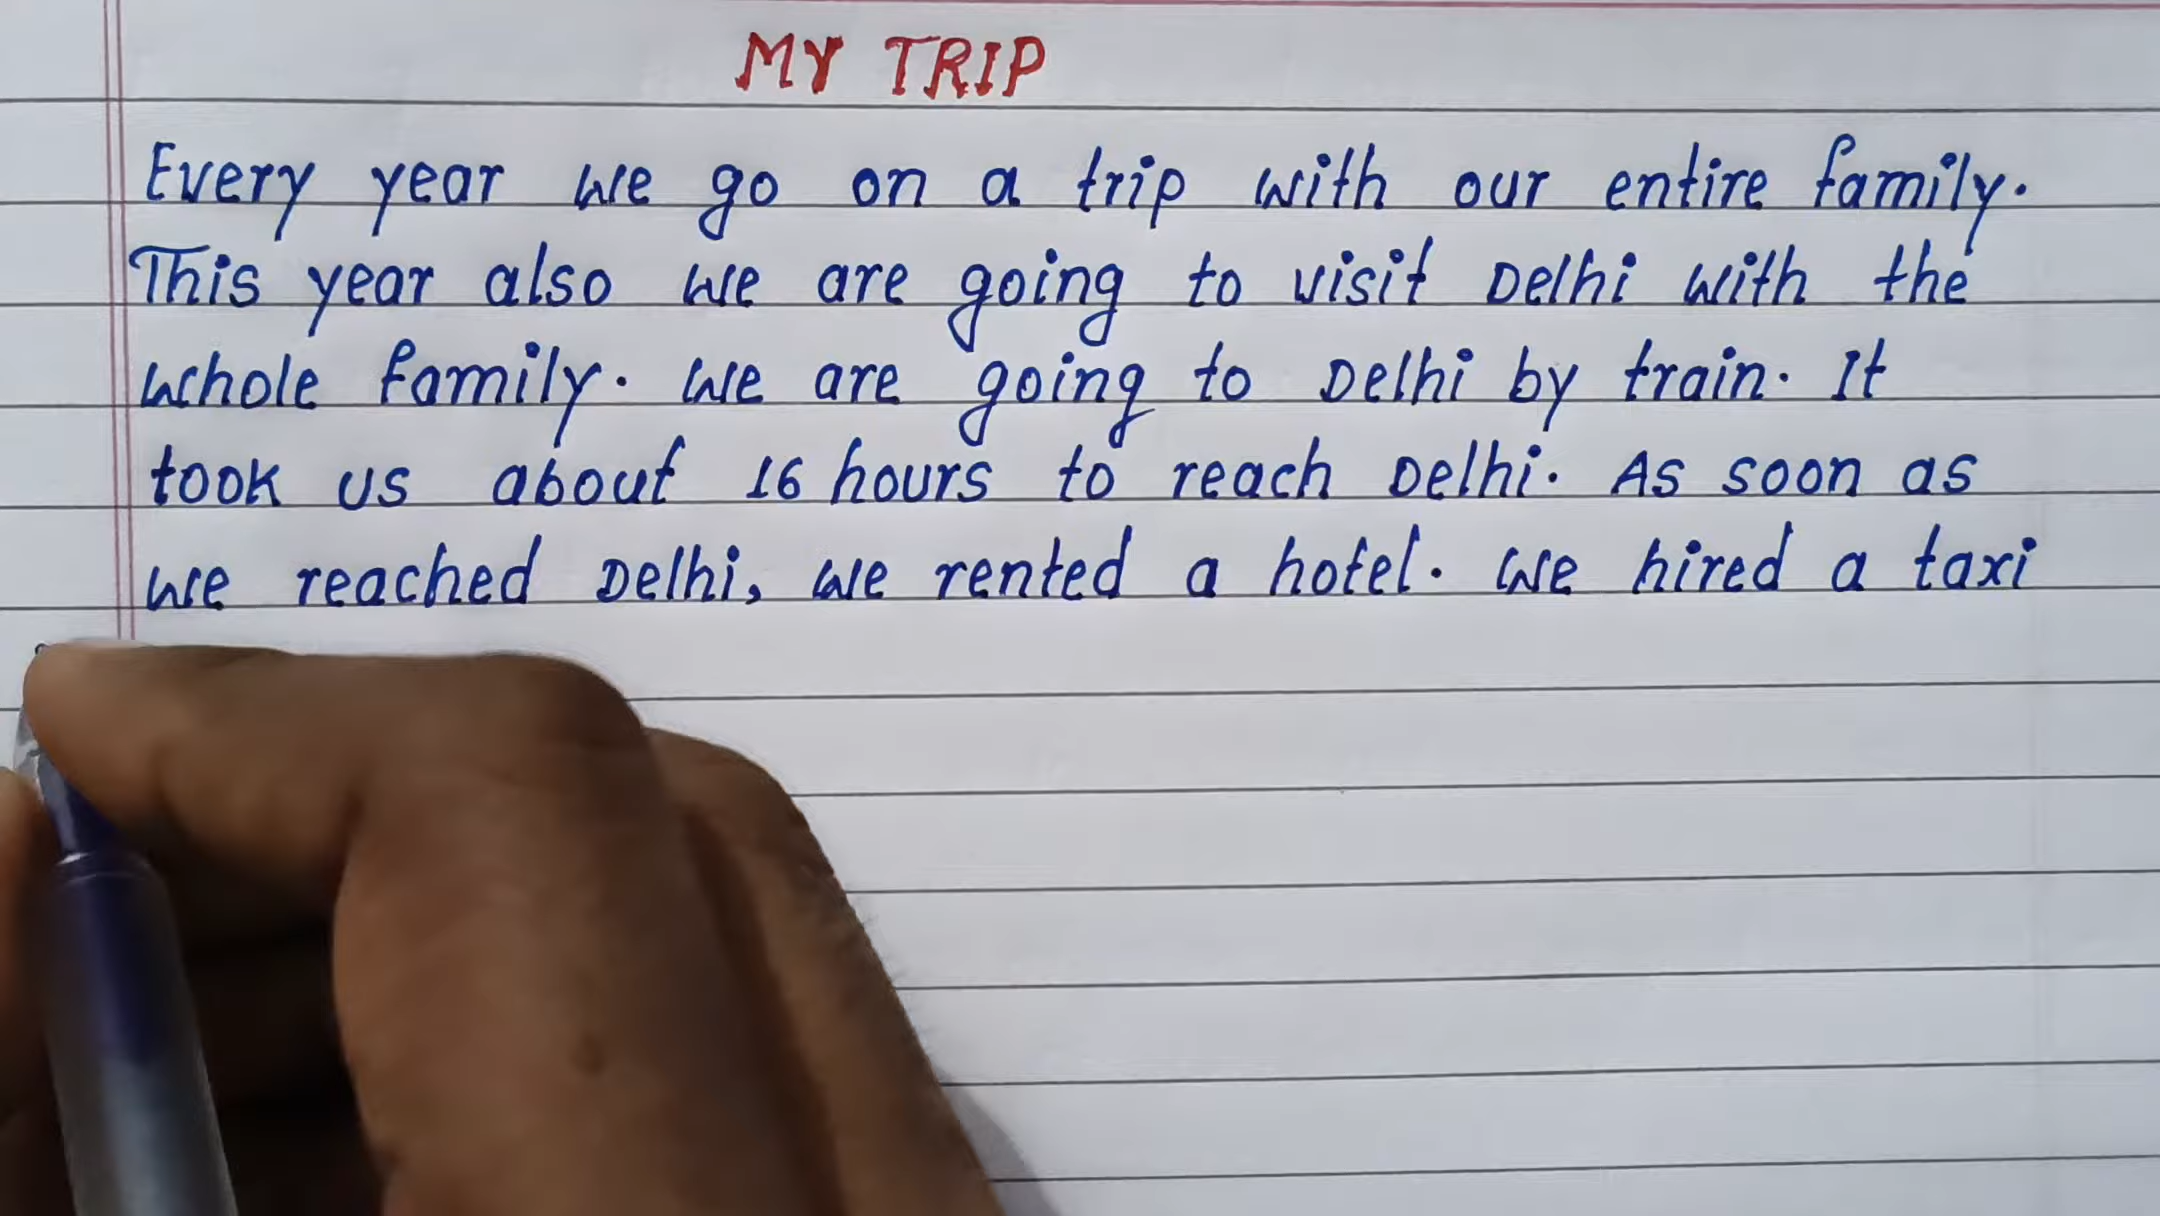 MY TRIP
Every year we go on a trip with our entire family.
This year also we are going to visit Delhi with the
whole family. we are going to Delhi by train. It
took us about 16 hours to reach Delhi. As soon as
we reached Delhi, we rented a hotel. we hired a taxi